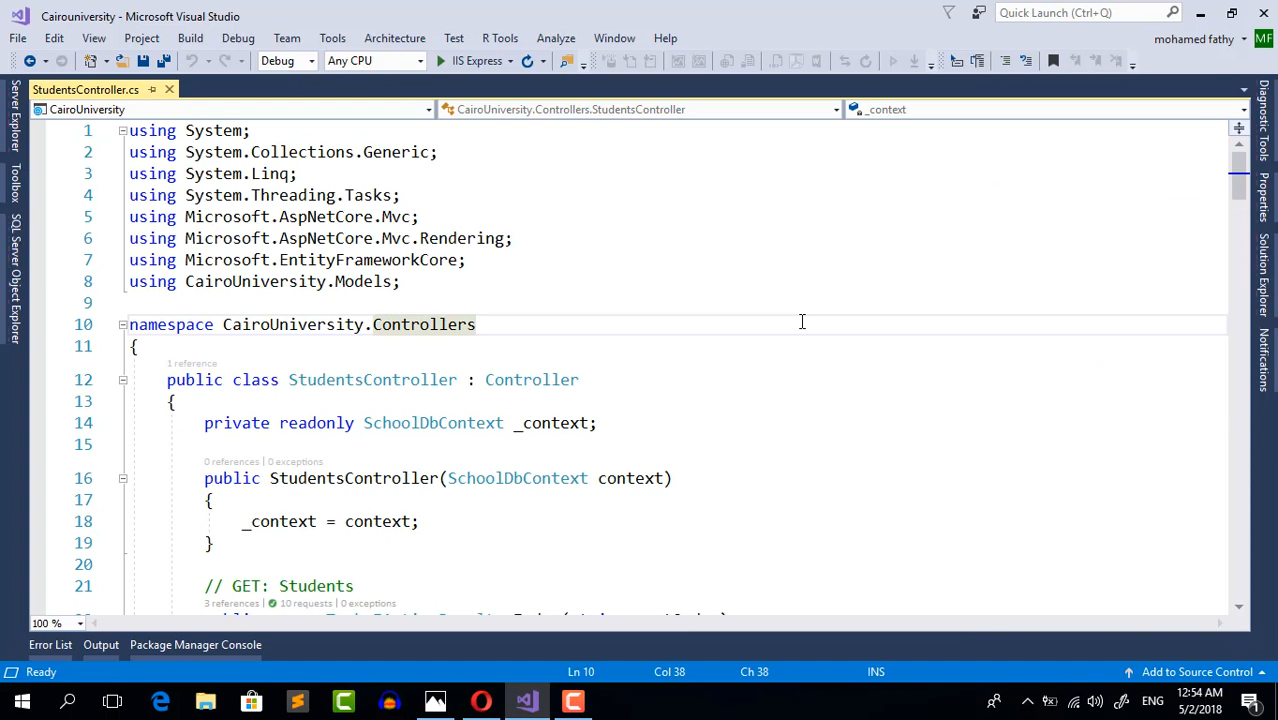 Cairouniversity - Microsoft Visual Studio
Quick Launch (Ctrl+Q)
File Edit View Project Build Debug Team Tools Architecture Test R Tools Analyze Window Help
mohamed fathy MF
Debug Any CPU IIS Express
StudentsController.cs
CairoUniversity CairoUniversity.Controllers.StudentsController _context
Server Explorer
Toolbox
SQL Server Object Explorer
1 using System;
2 using System.Collections.Generic;
3 using System.Linq;
4 using System.Threading.Tasks;
5 using Microsoft.AspNetCore.Mvc;
6 using Microsoft.AspNetCore.Mvc.Rendering;
7 using Microsoft.EntityFrameworkCore;
8 using CairoUniversity.Models;
9
10 namespace CairoUniversity.Controllers
11 {
1 reference
12 public class StudentsController : Controller
13 {
14 private readonly SchoolDbContext _context;
15
0 references | 0 exceptions
16 public StudentsController(SchoolDbContext context)
17 {
18 _context = context;
19 }
20
21 // GET: Students
3 references | 10 requests | 0 exceptions
Diagnostic Tools
Properties
Solution Explorer
Notifications
100 %
Error List Output Package Manager Console
Ready Ln 10 Col 38 Ch 38 INS Add to Source Control
ENG
12:54 AM
5/2/2018